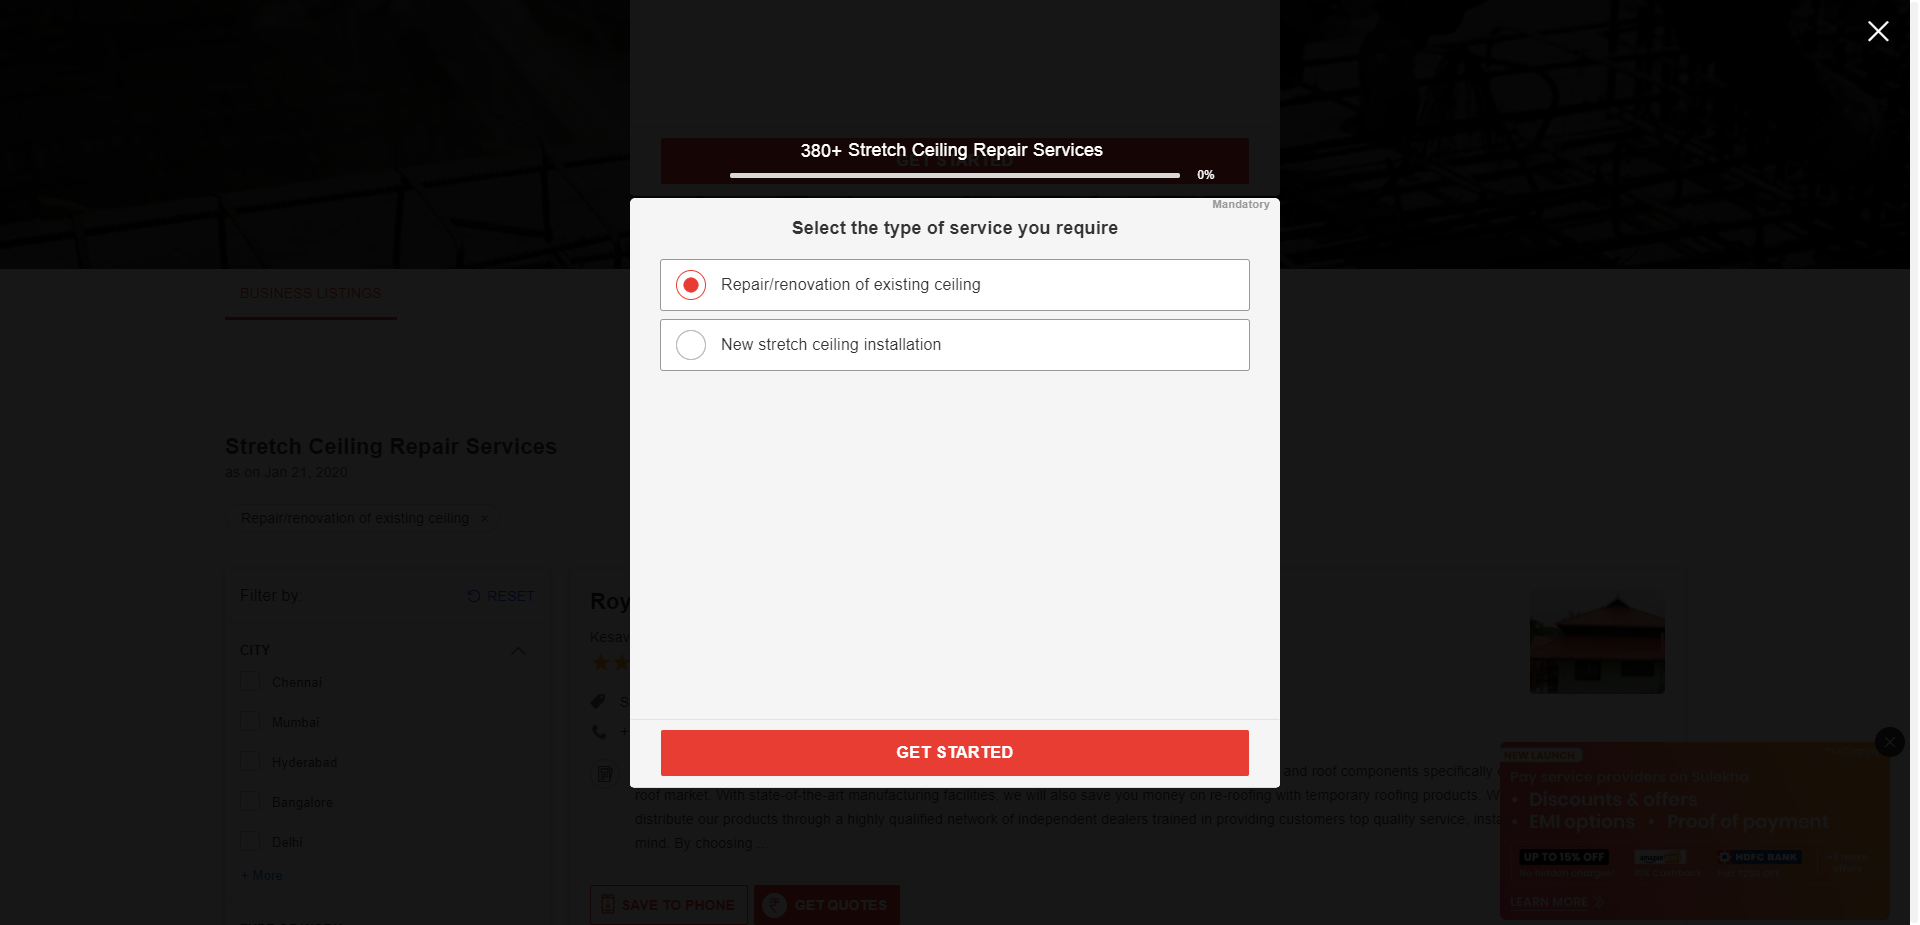 380+ Stretch Ceiling Repair Services
GET STARTED
0%
Mandatory
Select the type of service you require
Repair/renovation of existing ceiling
New stretch ceiling installation
GET STARTED
BUSINESS LISTINGS
Stretch Ceiling Repair Services
as on Jan 21, 2020
Repair/renovation of existing ceiling ×
Filter by
RESET
CITY
Chennai
Mumbai
Hyderabad
Bangalore
Delhi
+ More
Roy
Kesav
S
+
and roof components specifically
roof market. With state-of-the-art manufacturing facilities, we will also save you money on re-roofing with temporary roofing products. W
distribute our products through a highly qualified network of independent dealers trained in providing customers top quality service, insta
mind. By choosing ...
SAVE TO PHONE
GET QUOTES
NEW LAUNCH
Pay service providers on Sulekha
• Discounts & offers
• EMI options • Proof of payment
UP TO 15% OFF
HDFC BANK
No hidden charges
LEARN MORE